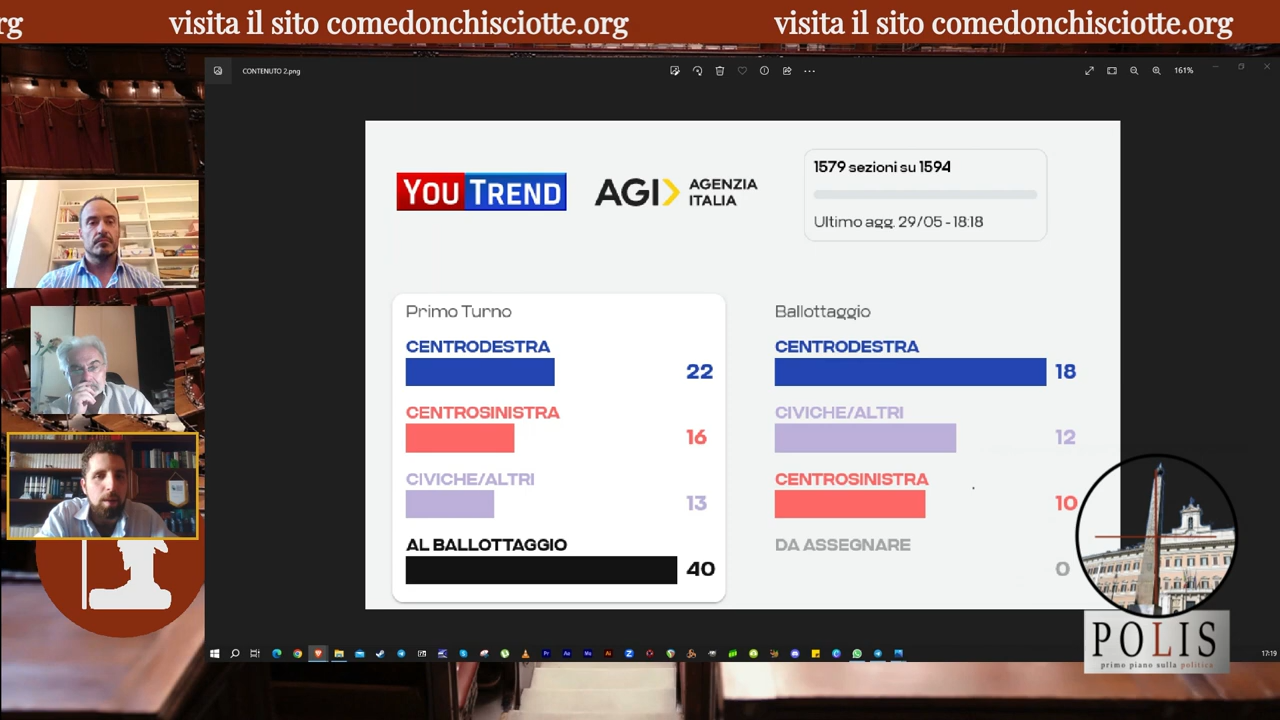 rg visita il sito comedonchisciotte.org visita il sito comedonchisciotte.org
CONTENUTO 2.png
161%
YOUTREND
AGI AGENZIA
ITALIA
1579 sezioni su 1594
Ultimo agg. 29/05 - 18:18
Primo Turno
CENTRODESTRA
22
CENTROSINISTRA
16
CIVICHE/ALTRI
13
AL BALLOTTAGGIO
40
Ballottaggio
CENTRODESTRA
18
CIVICHE/ALTRI
12
CENTROSINISTRA
10
DA ASSEGNARE
0
POLIS
primo piano sulla politica
17:19